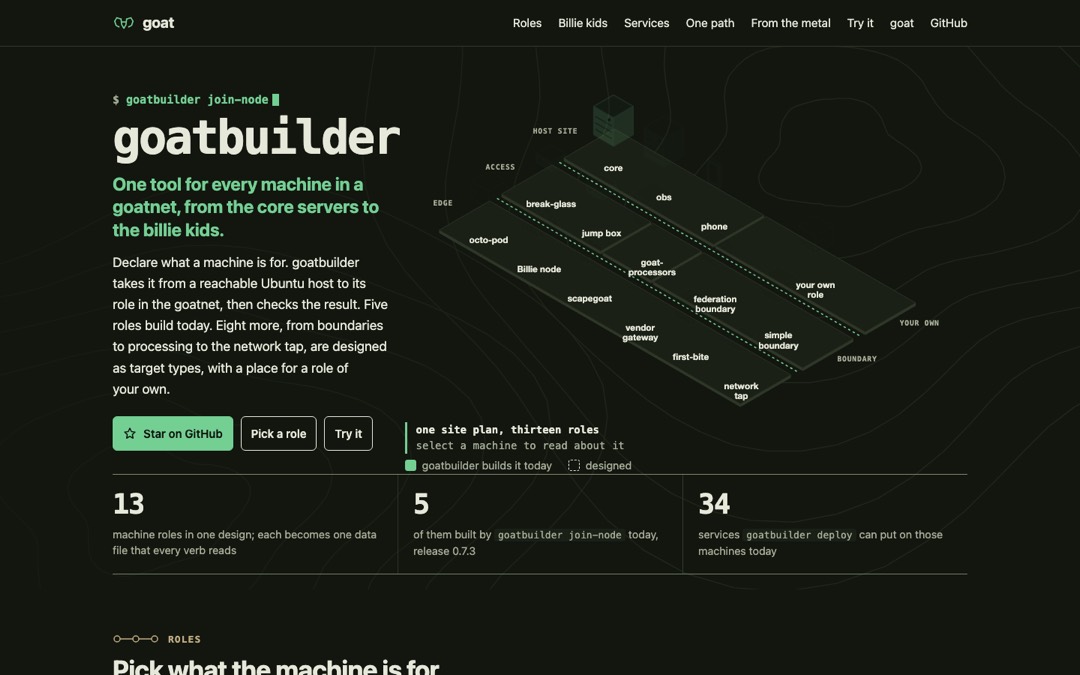 goat
Roles Billie kids Services One path From the metal Try it goat GitHub
$ goatbuilder join-node
goatbuilder
One tool for every machine in a
goatnet, from the core servers to
the billie kids.
Declare what a machine is for. goatbuilder
takes it from a reachable Ubuntu host to its
role in the goatnet, then checks the result. Five
roles build today. Eight more, from boundaries
to processing to the network tap, are designed
as target types, with a place for a role of
your own.
Star on GitHub
Pick a role
Try it
HOST SITE
ACCESS
EDGE
core
obs
phone
your own
role
YOUR OWN
break-glass
jump box
goat-
processors
federation
boundary
simple
boundary
BOUNDARY
octo-pod
Billie node
scapegoat
vendor
gateway
first-bite
network
tap
one site plan, thirteen roles
select a machine to read about it
goatbuilder builds it today designed
13
machine roles in one design; each becomes one data
file that every verb reads
5
of them built by goatbuilder join-node today,
release 0.7.3
34
services goatbuilder deploy can put on those
machines today
ROLES
Pick what the machine is for